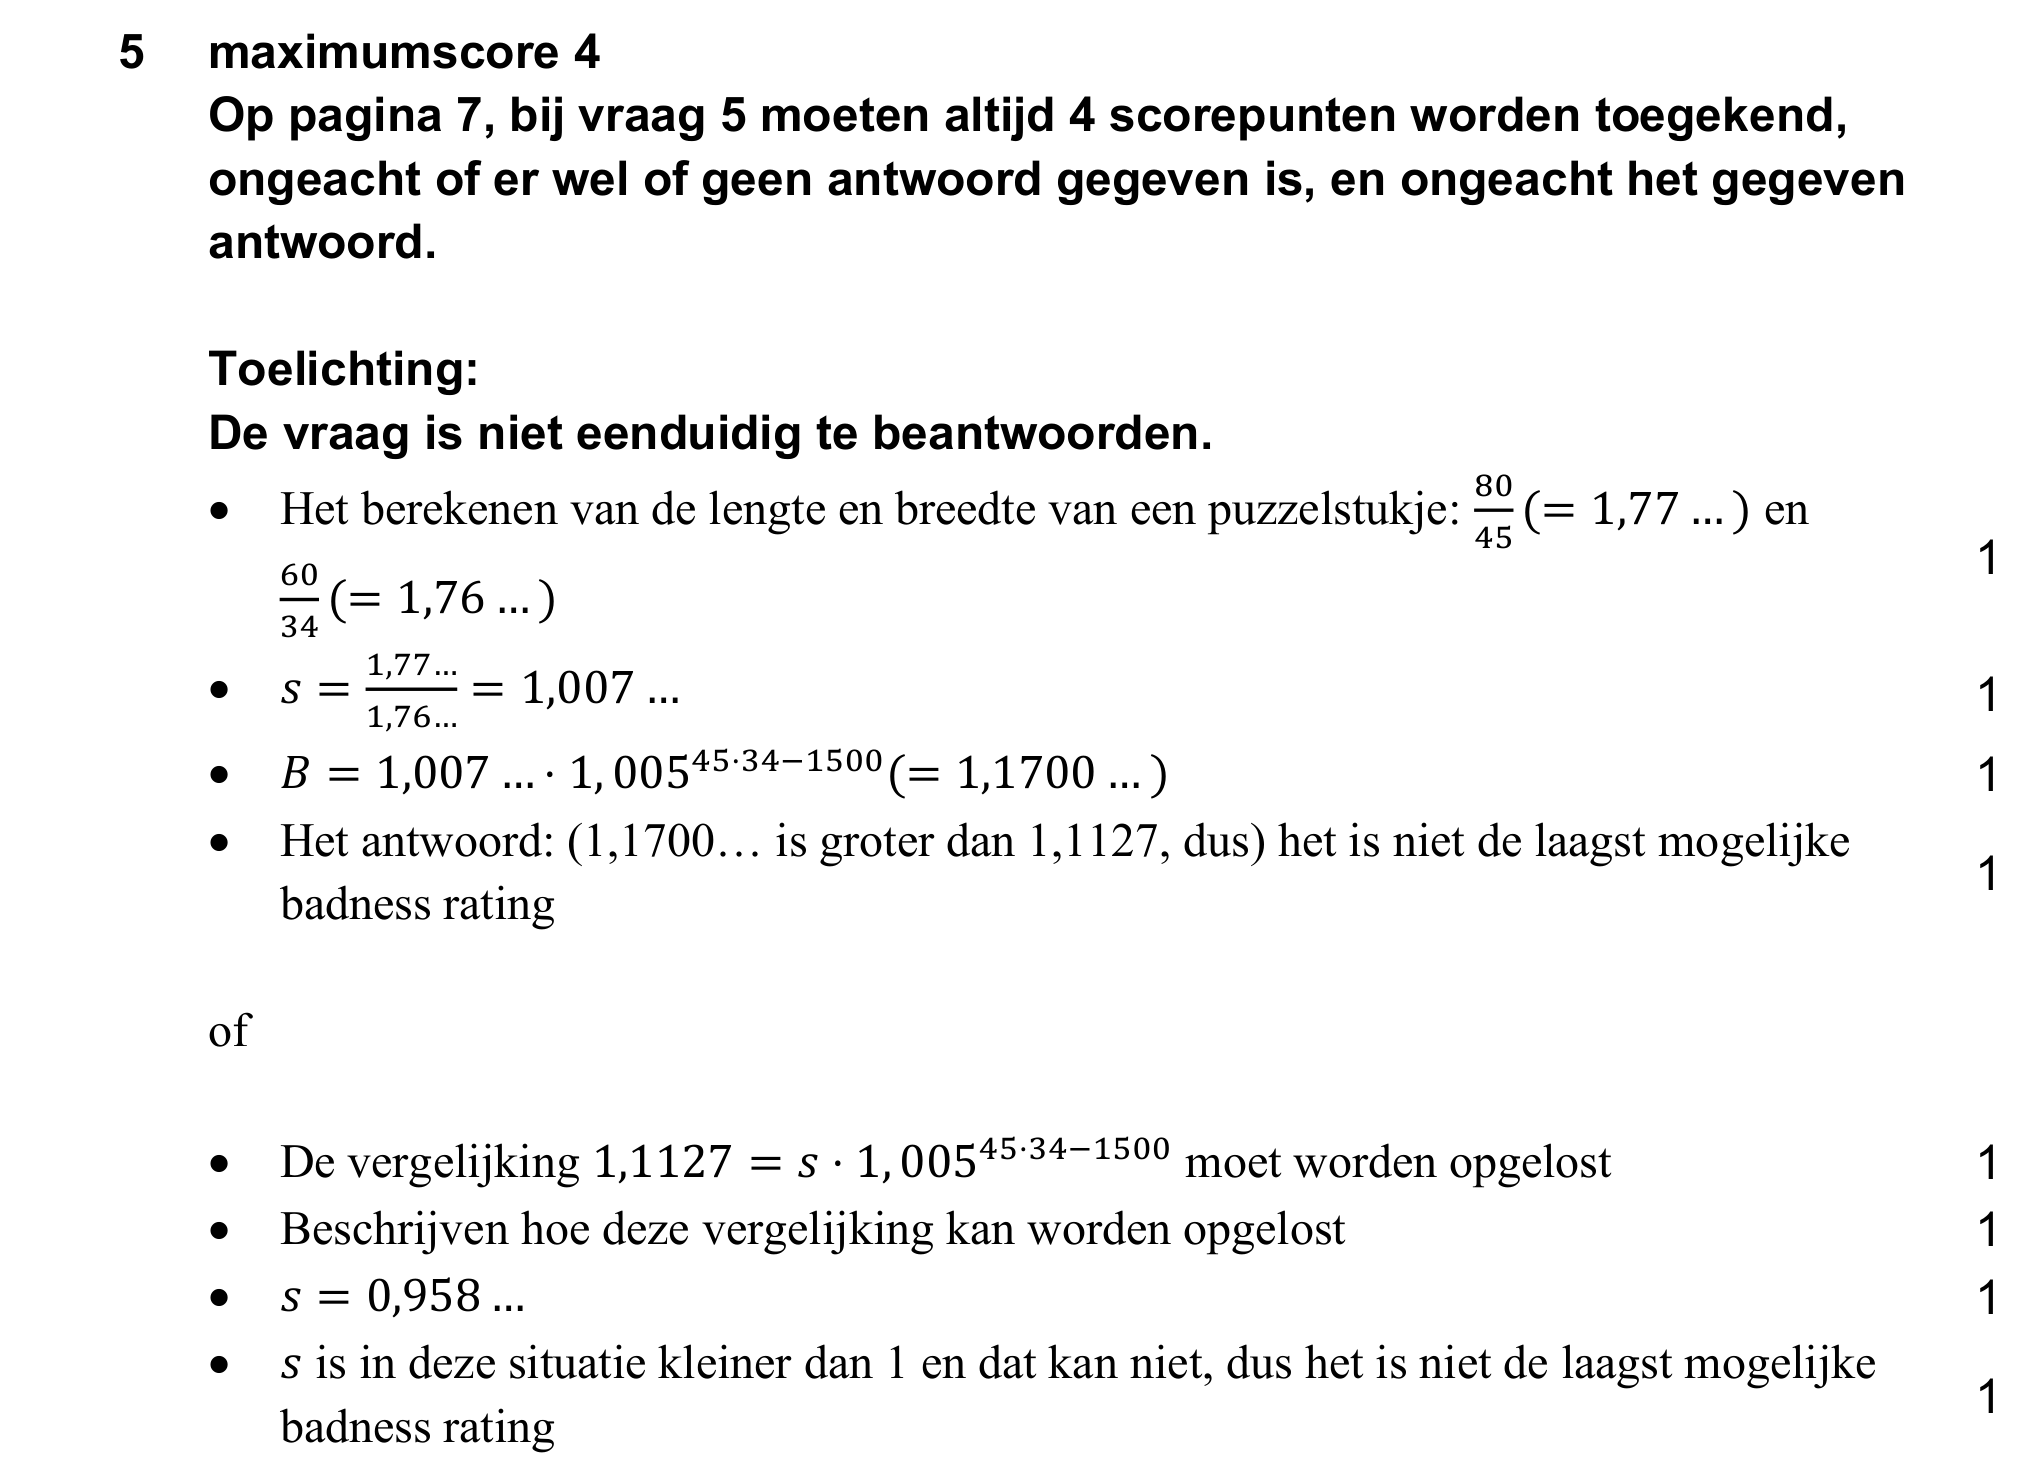 5 maximumscore 4
Op pagina 7, bij vraag 5 moeten altijd 4 scorepunten worden toegekend,
ongeacht of er wel of geen antwoord gegeven is, en ongeacht het gegeven
antwoord.
Toelichting:
De vraag is niet eenduidig te beantwoorden.
• Het berekenen van de lengte en breedte van een puzzelstukje: 80/45 (= 1,77 ...) en
60/34 (= 1,76 ...) 1
• s = 1,77.../1,76... = 1,007 ... 1
• B = 1,007 ... · 1,005^(45·34−1500) (= 1,1700 ...) 1
• Het antwoord: (1,1700… is groter dan 1,1127, dus) het is niet de laagst mogelijke
badness rating 1
of
• De vergelijking 1,1127 = s · 1,005^(45·34−1500) moet worden opgelost 1
• Beschrijven hoe deze vergelijking kan worden opgelost 1
• s = 0,958 ... 1
• s is in deze situatie kleiner dan 1 en dat kan niet, dus het is niet de laagst mogelijke
badness rating 1